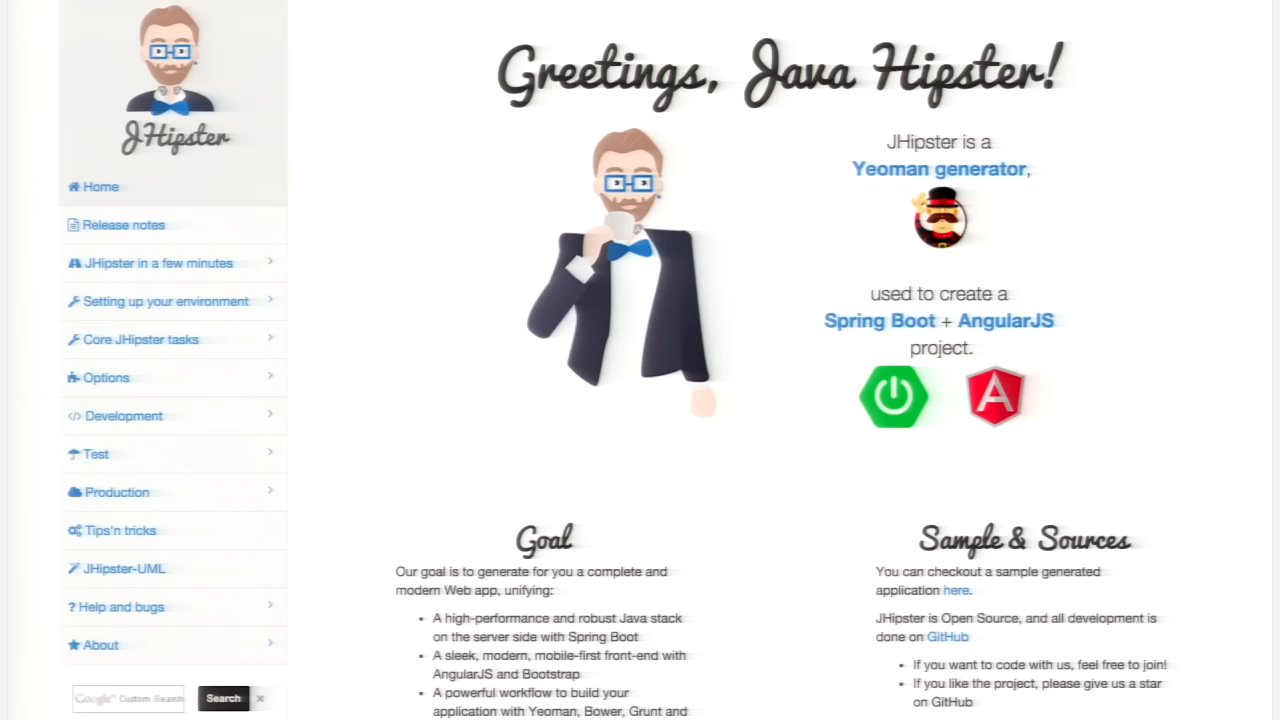 JHipster
Home
Release notes
JHipster in a few minutes
Setting up your environment
Core JHipster tasks
Options
Development
Test
Production
Tips'n tricks
JHipster-UML
? Help and bugs
About
Google™ Custom Search
Search
×
Greetings, Java Hipster!
JHipster is a
Yeoman generator,
used to create a
Spring Boot + AngularJS
project.
A
Goal
Our goal is to generate for you a complete and
modern Web app, unifying:
• A high-performance and robust Java stack
on the server side with Spring Boot
• A sleek, modern, mobile-first front-end with
AngularJS and Bootstrap
• A powerful workflow to build your
application with Yeoman, Bower, Grunt and
Sample & Sources
You can checkout a sample generated
application here.
JHipster is Open Source, and all development is
done on GitHub
• If you want to code with us, feel free to join!
• If you like the project, please give us a star
on GitHub